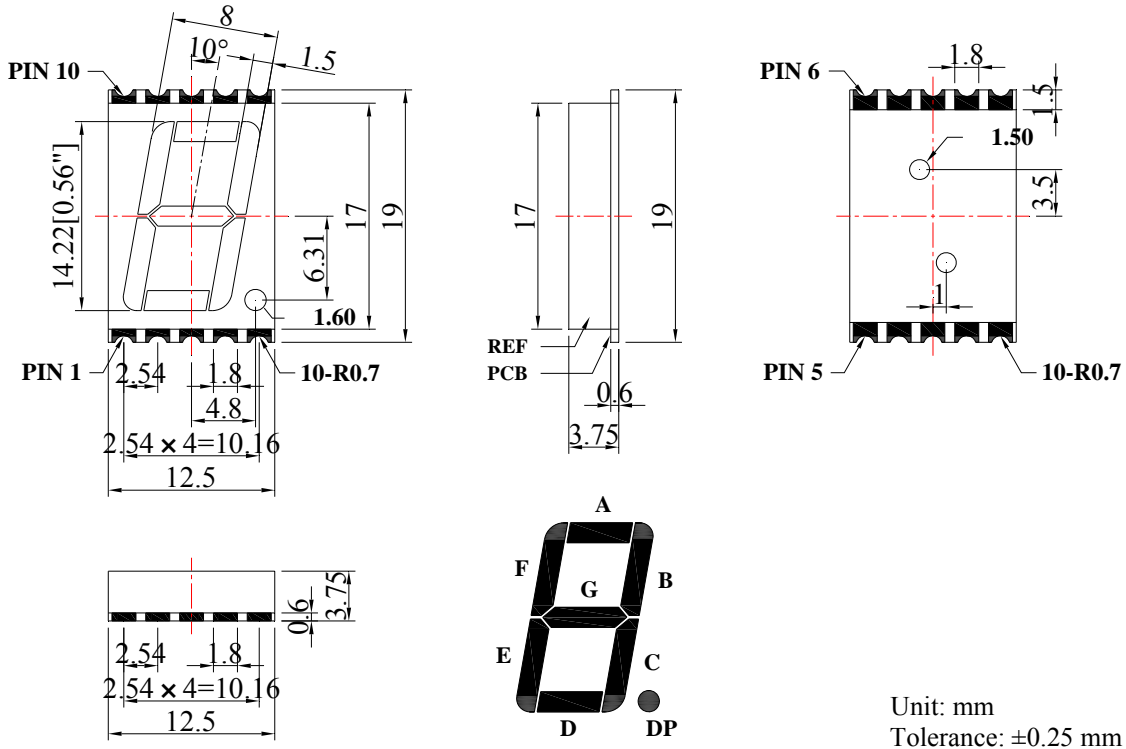 8
10°
1.5
PIN 10
14.22[0.56"]
17
19
6.31
1.60
PIN 1
10-R0.7
2.54
1.8
4.8
2.54 × 4=10.16
12.5
17
19
REF
PCB
0.6
3.75
PIN 6
1.8
1.5
1.50
3.5
1
PIN 5
10-R0.7
3.75
0.6
2.54
1.8
2.54 × 4=10.16
12.5
A
F
B
G
E
C
D
DP
Unit: mm
Tolerance: ±0.25 mm